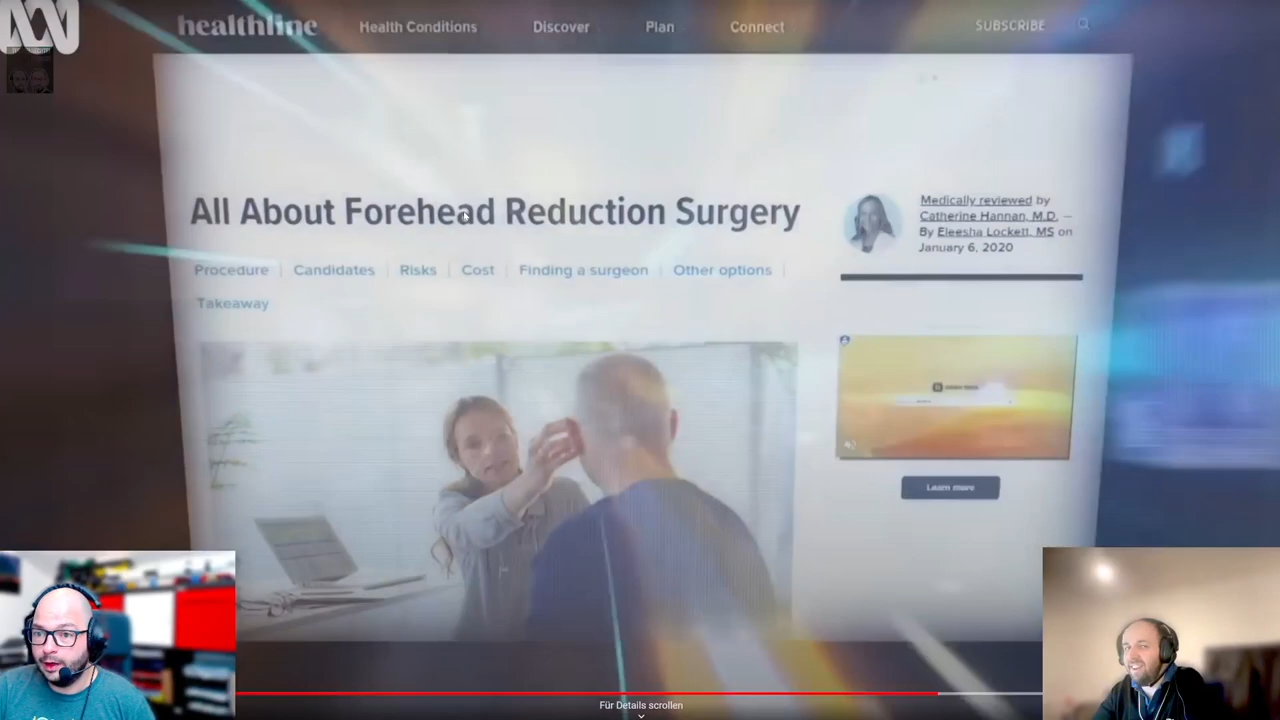 healthline
Health Conditions
Discover
Plan
Connect
SUBSCRIBE
All About Forehead Reduction Surgery
Medically reviewed by
Catherine Hannan, M.D. —
By Eleesha Lockett, MS on
January 6, 2020
Procedure
Candidates
Risks
Cost
Finding a surgeon
Other options
Takeaway
Learn more
Für Details scrollen